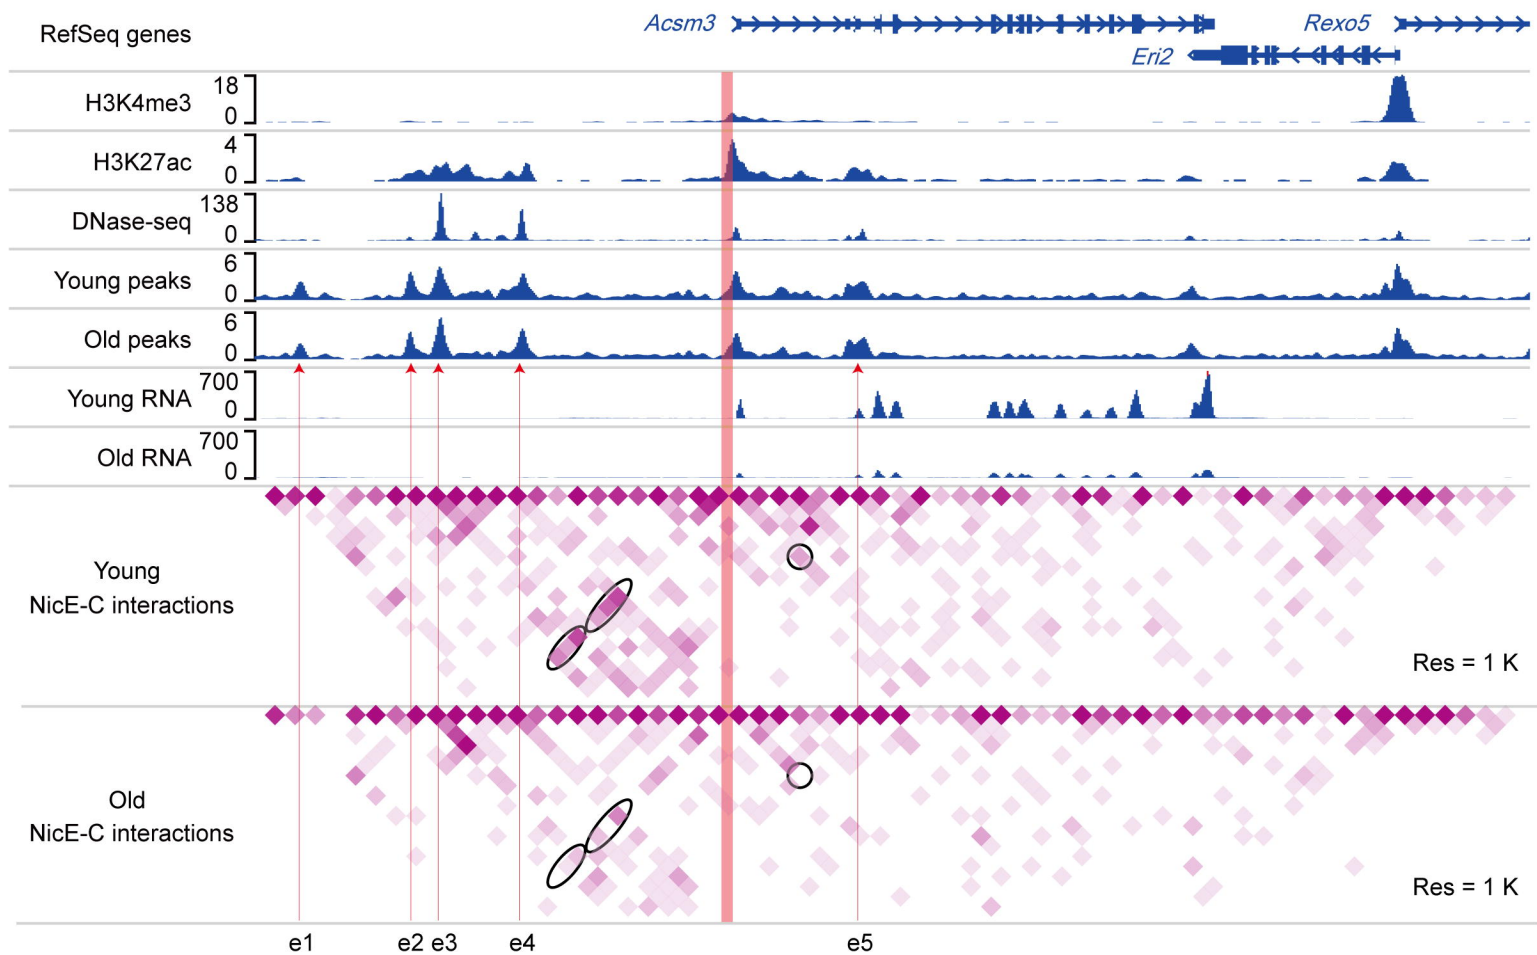 RefSeq genes
Acsm3
Rexo5
Eri2
H3K4me3
18
0
H3K27ac
4
0
DNase-seq
138
0
Young peaks
6
0
Old peaks
6
0
Young RNA
700
0
Old RNA
700
0
Young
NicE-C interactions
Res = 1 K
Old
NicE-C interactions
Res = 1 K
e1 e2 e3 e4 e5